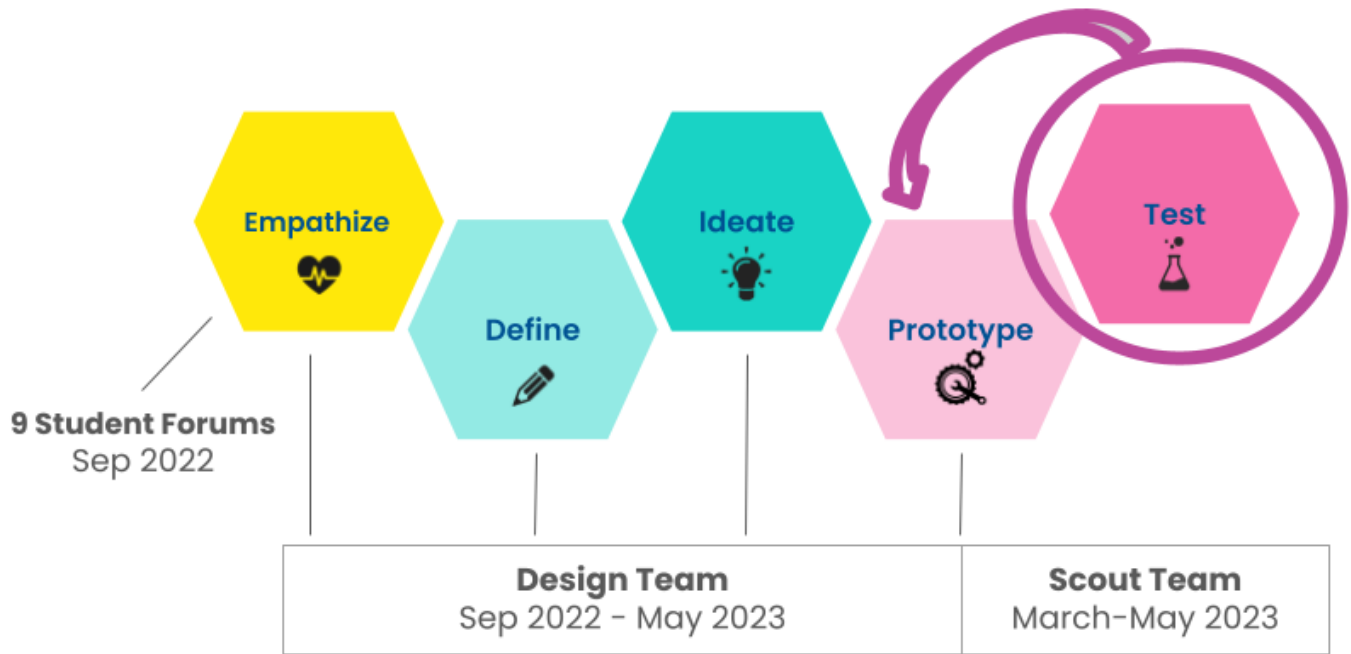 Empathize
Define
Ideate
Prototype
Test
9 Student Forums
Sep 2022
Design Team
Sep 2022 - May 2023
Scout Team
March-May 2023